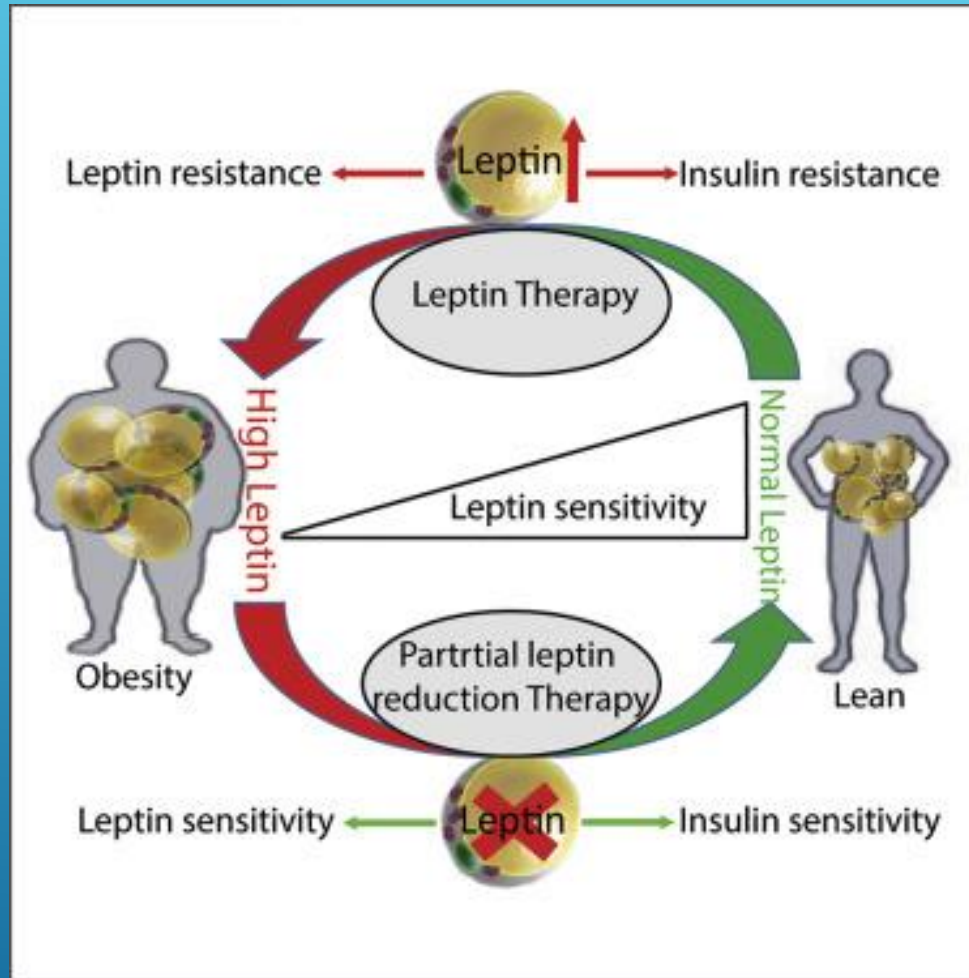 Leptin
Leptin resistance
Insulin resistance
Leptin Therapy
High Leptin
Normal Leptin
Leptin sensitivity
Obesity
Partrtial leptin
reduction Therapy
Lean
Leptin sensitivity
Leptin
Insulin sensitivity